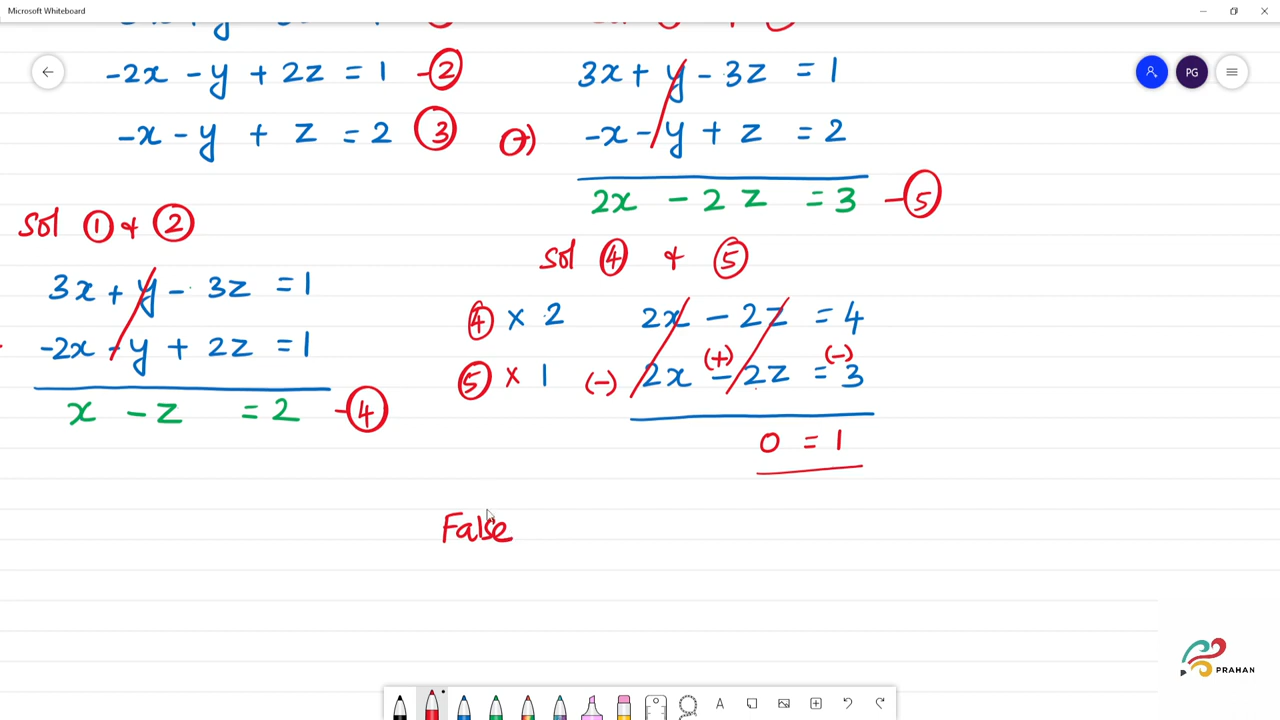 Microsoft Whiteboard
PG
-2x - y + 2z = 1 -②
-x - y + z = 2 ③
Sol ① & ②
3x + y - 3z = 1
-2x - y + 2z = 1
x - z = 2 -④
3x + y - 3z = 1
+) -x - y + z = 2
2x - 2z = 3 -⑤
Sol ④ & ⑤
④ × 2 2x - 2z = 4
⑤ × 1 (-) 2x (+) - 2z = (-) 3
0 = 1
False
PRAHAN
A